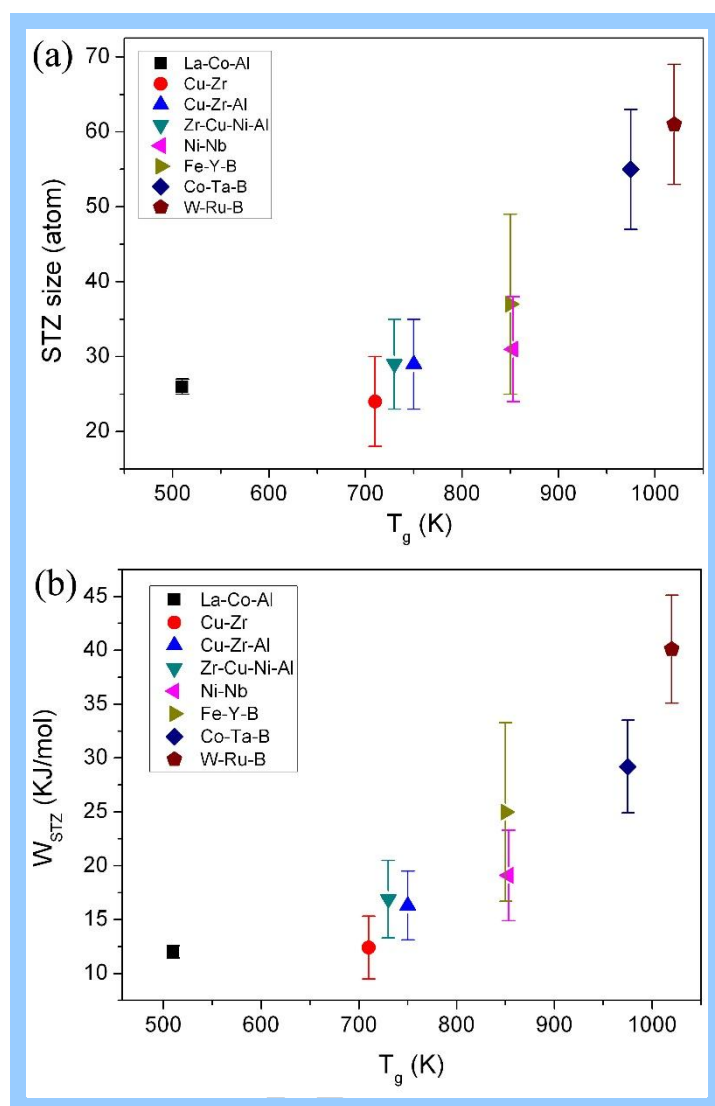 (a)
70
60
50
40
30
20
STZ size (atom)
La-Co-Al
Cu-Zr
Cu-Zr-Al
Zr-Cu-Ni-Al
Ni-Nb
Fe-Y-B
Co-Ta-B
W-Ru-B
500 600 700 800 900 1000
Tg (K)
(b)
45
40
35
30
25
20
15
10
WSTZ (KJ/mol)
La-Co-Al
Cu-Zr
Cu-Zr-Al
Zr-Cu-Ni-Al
Ni-Nb
Fe-Y-B
Co-Ta-B
W-Ru-B
500 600 700 800 900 1000
Tg (K)